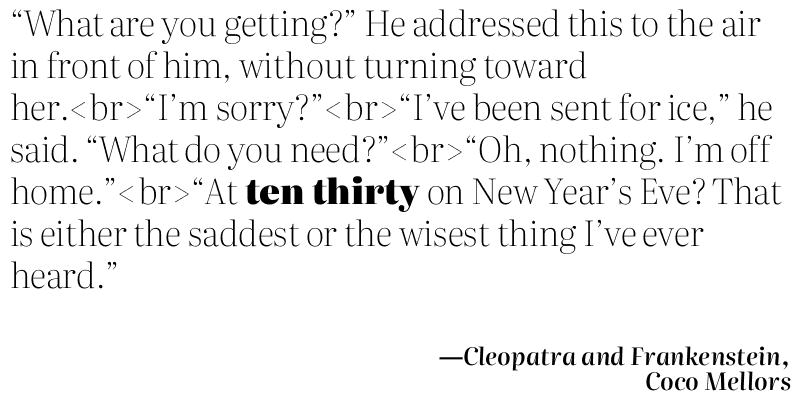 “What are you getting?” He addressed this to the air
in front of him, without turning toward
her.<br>“I’m sorry?”<br>“I’ve been sent for ice,” he
said. “What do you need?”<br>“Oh, nothing. I’m off
home.”<br>“At ten thirty on New Year’s Eve? That
is either the saddest or the wisest thing I’ve ever
heard.”
—Cleopatra and Frankenstein,
Coco Mellors